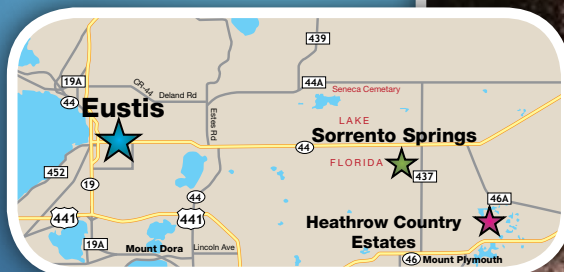 439
19A
44A
CR-44
Deland Rd
Seneca Cemetary
44
Eustis
Estes Rd
LAKE
Sorrento Springs
44
FLORIDA
452
437
19
44
46A
441
441
Heathrow Country
Estates
19A
Mount Dora
Lincoln Ave
46
Mount Plymouth